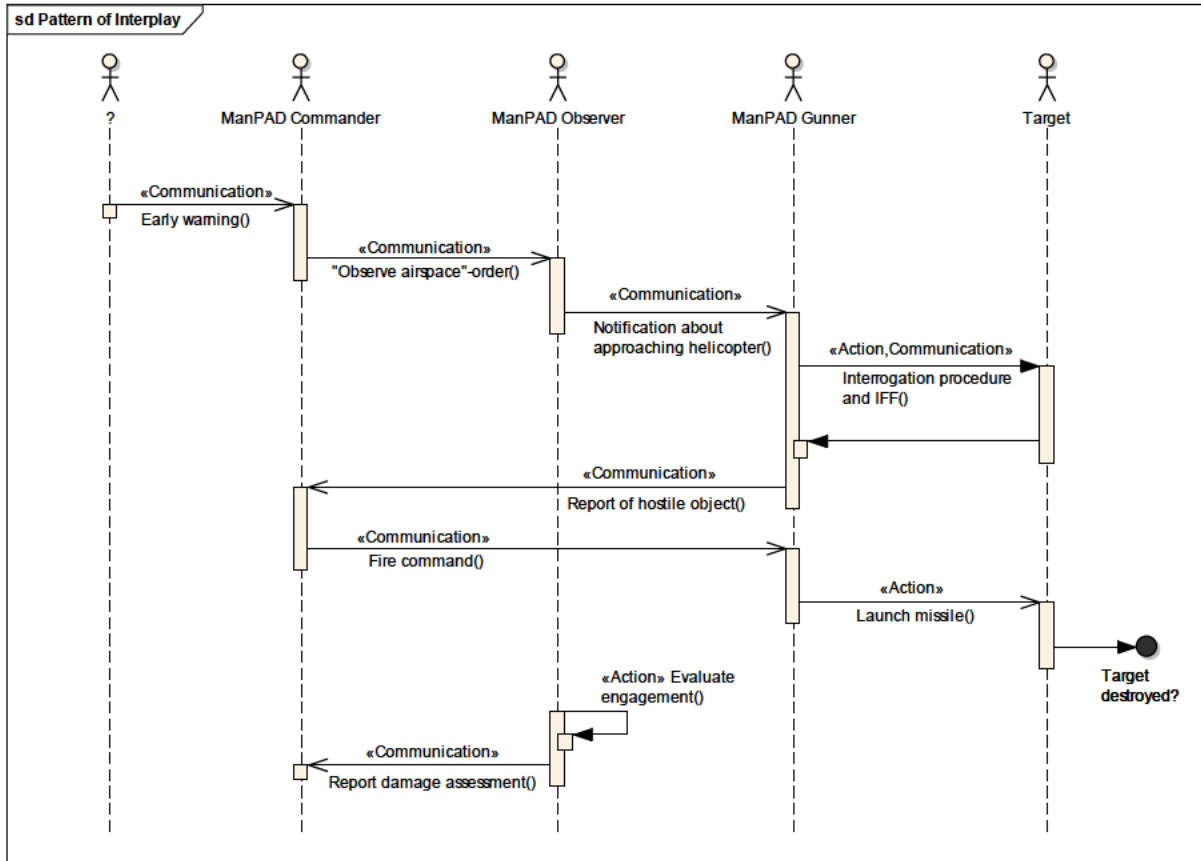 sd Pattern of Interplay
?
ManPAD Commander
ManPAD Observer
ManPAD Gunner
Target
«Communication»
Early warning()
«Communication»
"Observe airspace"-order()
«Communication»
Notification about
approaching helicopter()
«Action,Communication»
Interrogation procedure
and IFF()
«Communication»
Report of hostile object()
«Communication»
Fire command()
«Action»
Launch missile()
Target
destroyed?
«Action» Evaluate
engagement()
«Communication»
Report damage assessment()